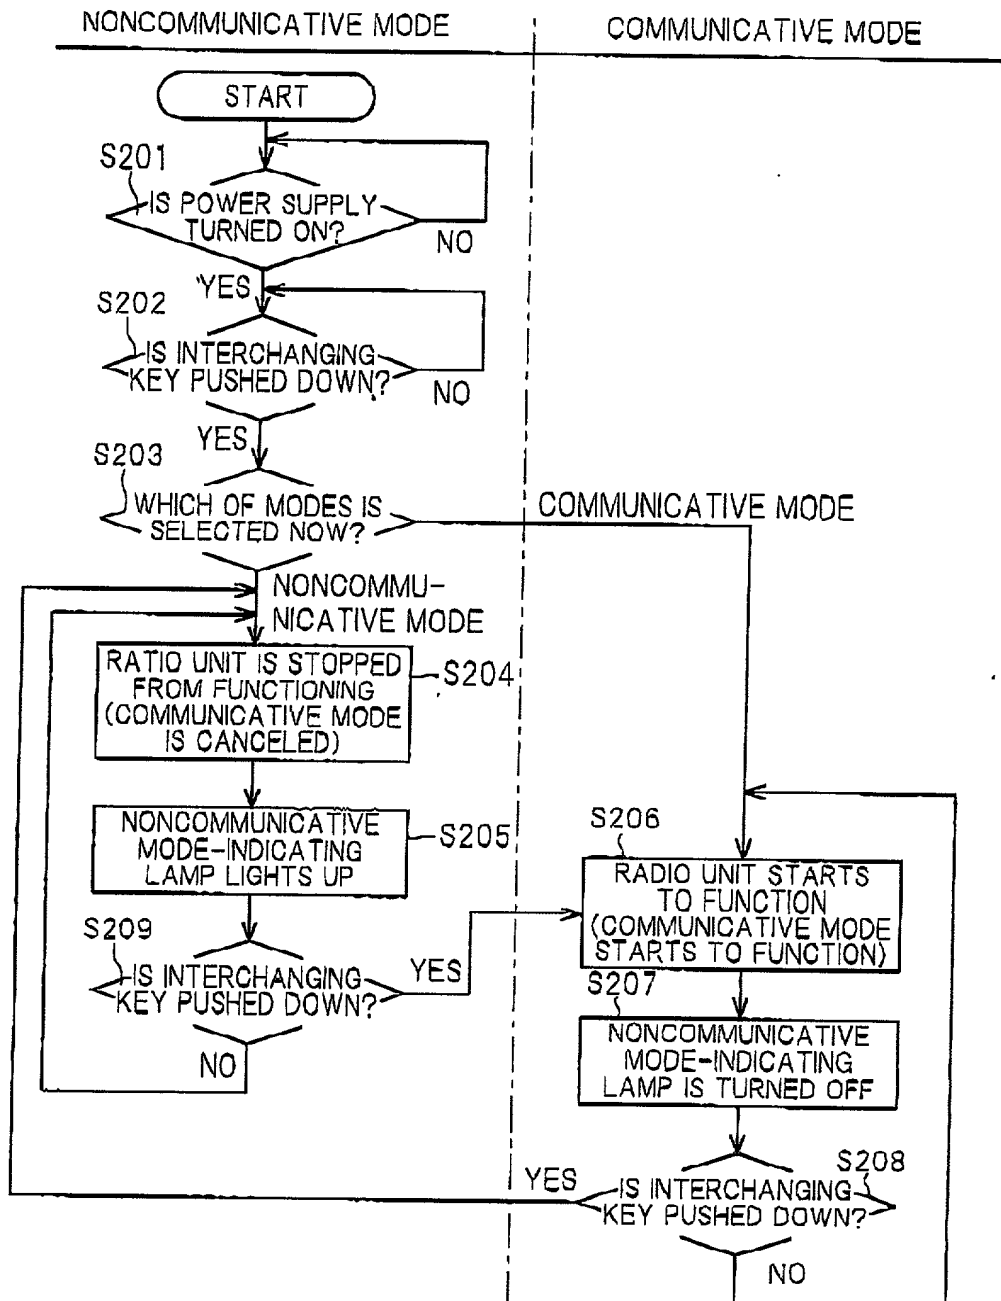 NONCOMMUNICATIVE MODE
COMMUNICATIVE MODE
START
S201
IS POWER SUPPLY
TURNED ON?
NO
YES
S202
IS INTERCHANGING
KEY PUSHED DOWN?
NO
YES
S203
WHICH OF MODES IS
SELECTED NOW?
COMMUNICATIVE MODE
NONCOMMU-
NICATIVE MODE
RATIO UNIT IS STOPPED
FROM FUNCTIONING
(COMMUNICATIVE MODE
IS CANCELED)
S204
NONCOMMUNICATIVE
MODE-INDICATING
LAMP LIGHTS UP
S205
S206
RADIO UNIT STARTS
TO FUNCTION
(COMMUNICATIVE MODE
STARTS TO FUNCTION)
S209
IS INTERCHANGING
KEY PUSHED DOWN?
YES
NO
S207
NONCOMMUNICATIVE
MODE-INDICATING
LAMP IS TURNED OFF
S208
IS INTERCHANGING
KEY PUSHED DOWN?
YES
NO